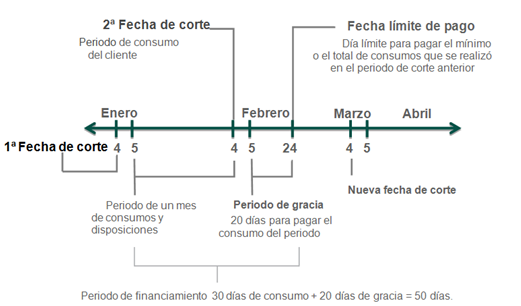 2ª Fecha de corte
Periodo de consumo
del cliente
Fecha límite de pago
Día límite para pagar el mínimo
o el total de consumos que se realizó
en el periodo de corte anterior
Enero
Febrero
Marzo
Abril
1ª Fecha de corte
4 5
4 5
24
4 5
Nueva fecha de corte
Periodo de un mes
de consumos y
disposiciones
Periodo de gracia
20 días para pagar el
consumo del periodo
Periodo de financiamiento 30 días de consumo + 20 días de gracia = 50 días.